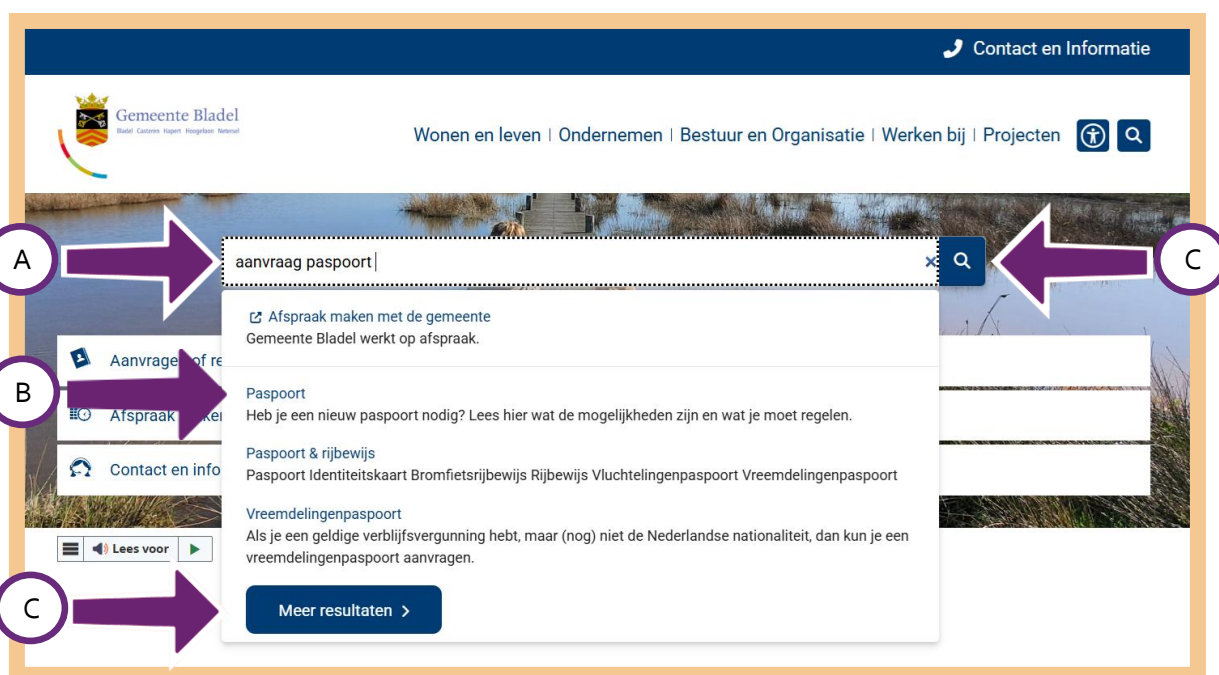 Contact en Informatie
Gemeente Bladel
Bladel Casteren Hapert Hoogeloon Netersel
Wonen en leven | Ondernemen | Bestuur en Organisatie | Werken bij | Projecten
A
aanvraag paspoort
C
Afspraak maken met de gemeente
Gemeente Bladel werkt op afspraak.
Aanvragen of re
B
Paspoort
Heb je een nieuw paspoort nodig? Lees hier wat de mogelijkheden zijn en wat je moet regelen.
Afspraak
Paspoort & rijbewijs
Paspoort Identiteitskaart Bromfietsrijbewijs Rijbewijs Vluchtelingenpaspoort Vreemdelingenpaspoort
Contact en info
Vreemdelingenpaspoort
Als je een geldige verblijfsvergunning hebt, maar (nog) niet de Nederlandse nationaliteit, dan kun je een
vreemdelingenpaspoort aanvragen.
Lees voor
C
Meer resultaten